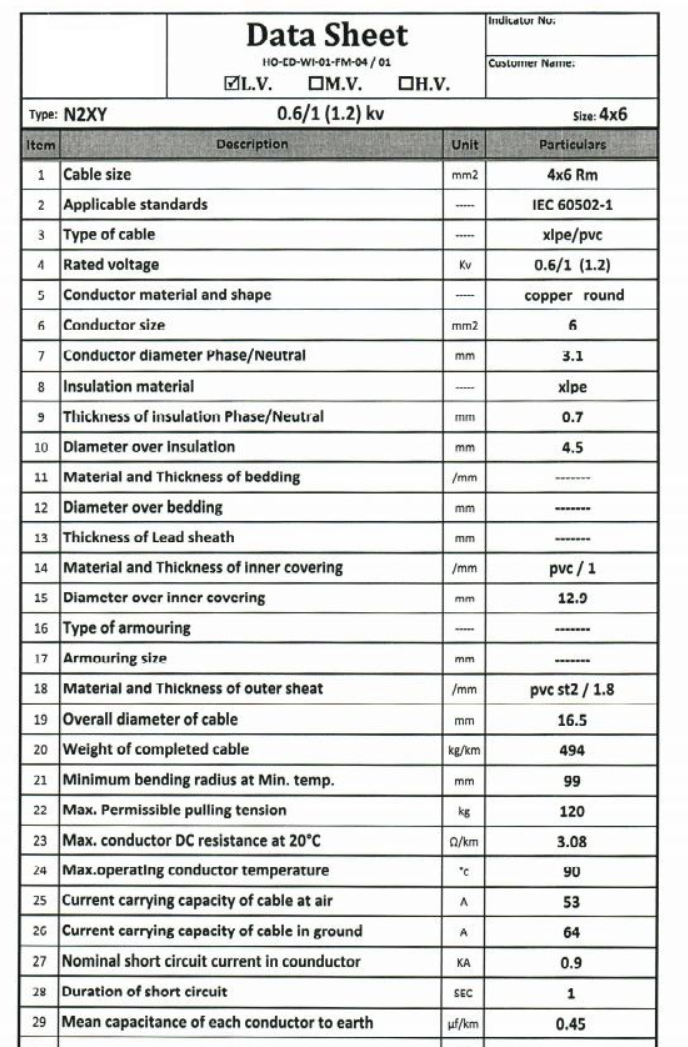 Data Sheet
HO-ED-WI-01-FM-04 / 01
☑L.V. ☐M.V. ☐H.V.
Indicator No:
Customer Name:
Type: N2XY 0.6/1 (1.2) kv Size: 4x6
Item Description Unit Particulars
1 Cable size mm2 4x6 Rm
2 Applicable standards ----- IEC 60502-1
3 Type of cable ----- xlpe/pvc
4 Rated voltage Kv 0.6/1 (1.2)
5 Conductor material and shape ----- copper round
6 Conductor size mm2 6
7 Conductor diameter Phase/Neutral mm 3.1
8 Insulation material ----- xlpe
9 Thickness of insulation Phase/Neutral mm 0.7
10 Diameter over insulation mm 4.5
11 Material and Thickness of bedding /mm -------
12 Diameter over bedding mm -------
13 Thickness of Lead sheath mm -------
14 Material and Thickness of inner covering /mm pvc / 1
15 Diameter over inner covering mm 12.9
16 Type of armouring ----- -------
17 Armouring size mm -------
18 Material and Thickness of outer sheat /mm pvc st2 / 1.8
19 Overall diameter of cable mm 16.5
20 Weight of completed cable kg/km 494
21 Minimum bending radius at Min. temp. mm 99
22 Max. Permissible pulling tension kg 120
23 Max. conductor DC resistance at 20°C Ω/km 3.08
24 Max.operating conductor temperature °c 90
25 Current carrying capacity of cable at air A 53
26 Current carrying capacity of cable in ground A 64
27 Nominal short circuit current in counductor KA 0.9
28 Duration of short circuit SEC 1
29 Mean capacitance of each conductor to earth µf/km 0.45